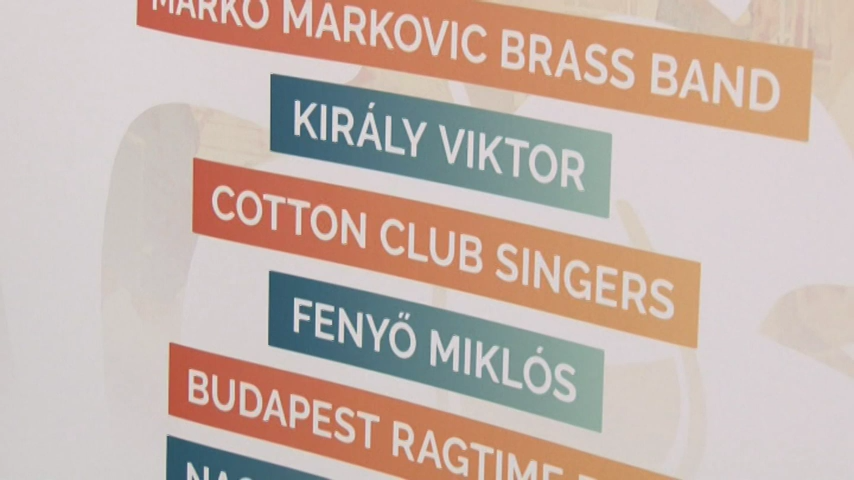 MARKO MARKOVIC BRASS BAND
KIRÁLY VIKTOR
COTTON CLUB SINGERS
FENYŐ MIKLÓS
BUDAPEST RAGTIME